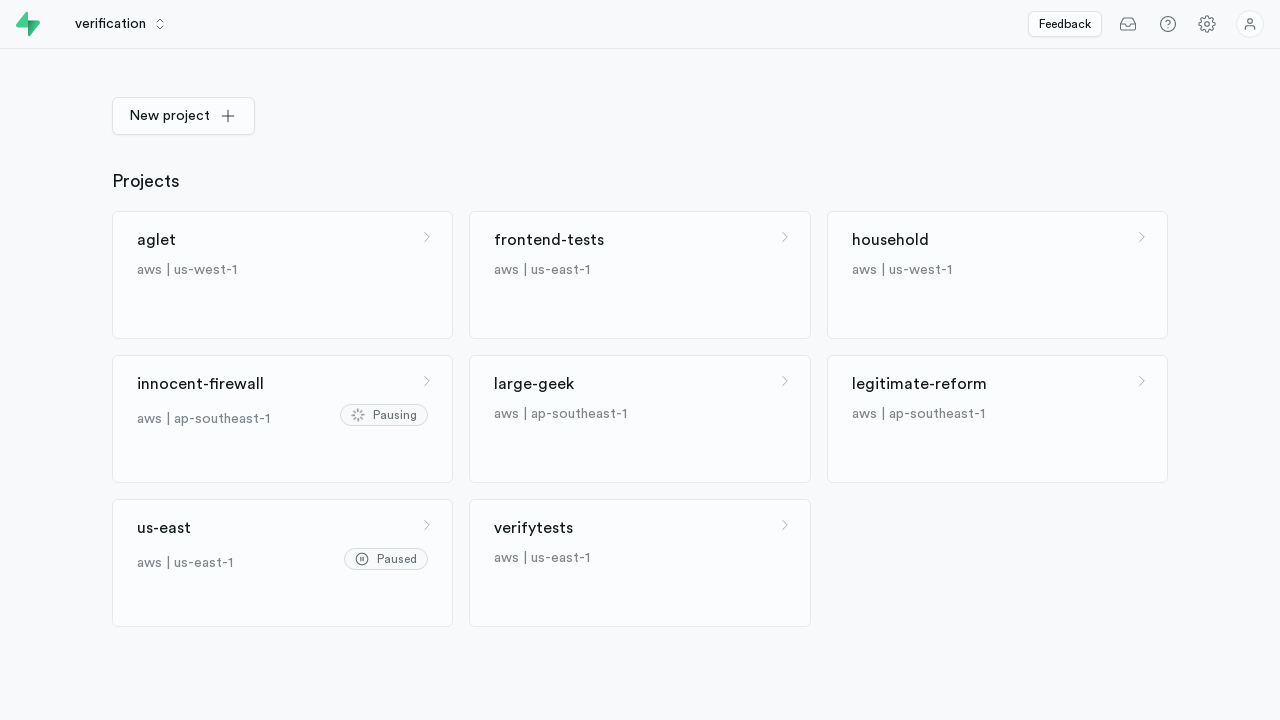 verification
Feedback
New project
Projects
aglet
aws | us-west-1
frontend-tests
aws | us-east-1
household
aws | us-west-1
innocent-firewall
aws | ap-southeast-1
Pausing
large-geek
aws | ap-southeast-1
legitimate-reform
aws | ap-southeast-1
us-east
aws | us-east-1
Paused
verifytests
aws | us-east-1